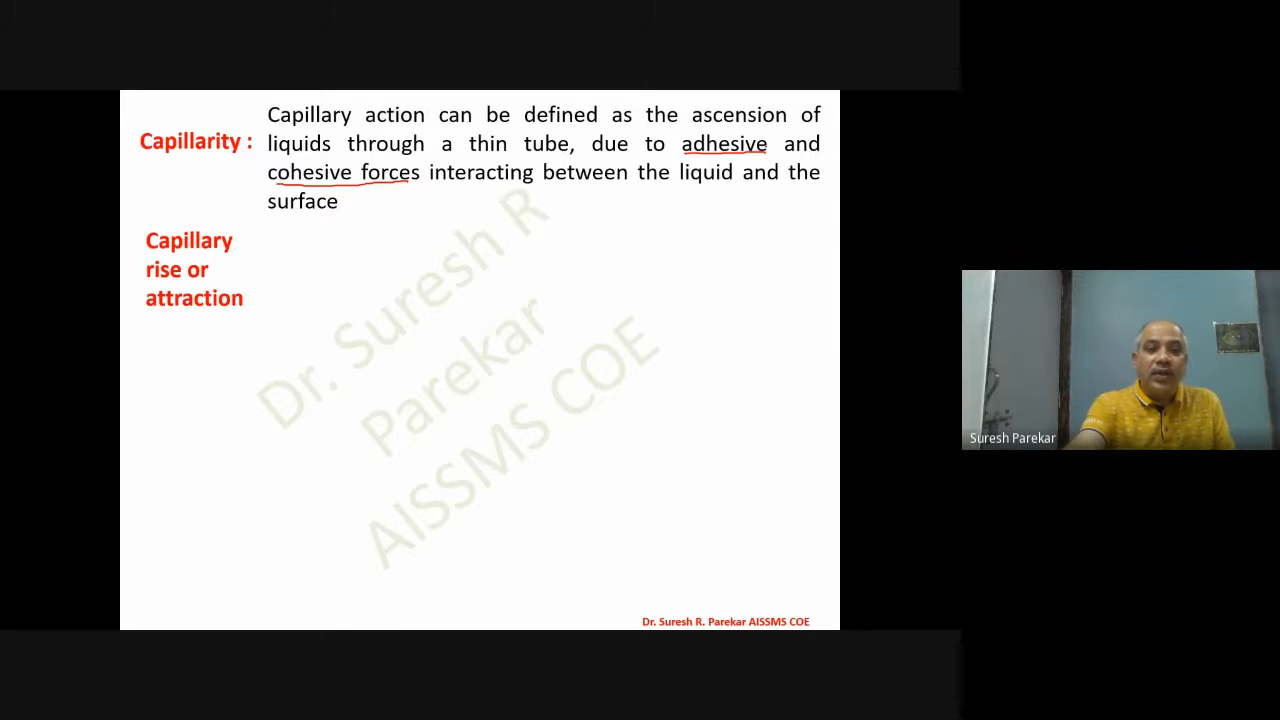 Capillarity :
Capillary action can be defined as the ascension of
liquids through a thin tube, due to adhesive and
cohesive forces interacting between the liquid and the
surface
Capillary
rise or
attraction
Dr. Suresh R
Parekar
AISSMS COE
Suresh Parekar
Dr. Suresh R. Parekar AISSMS COE